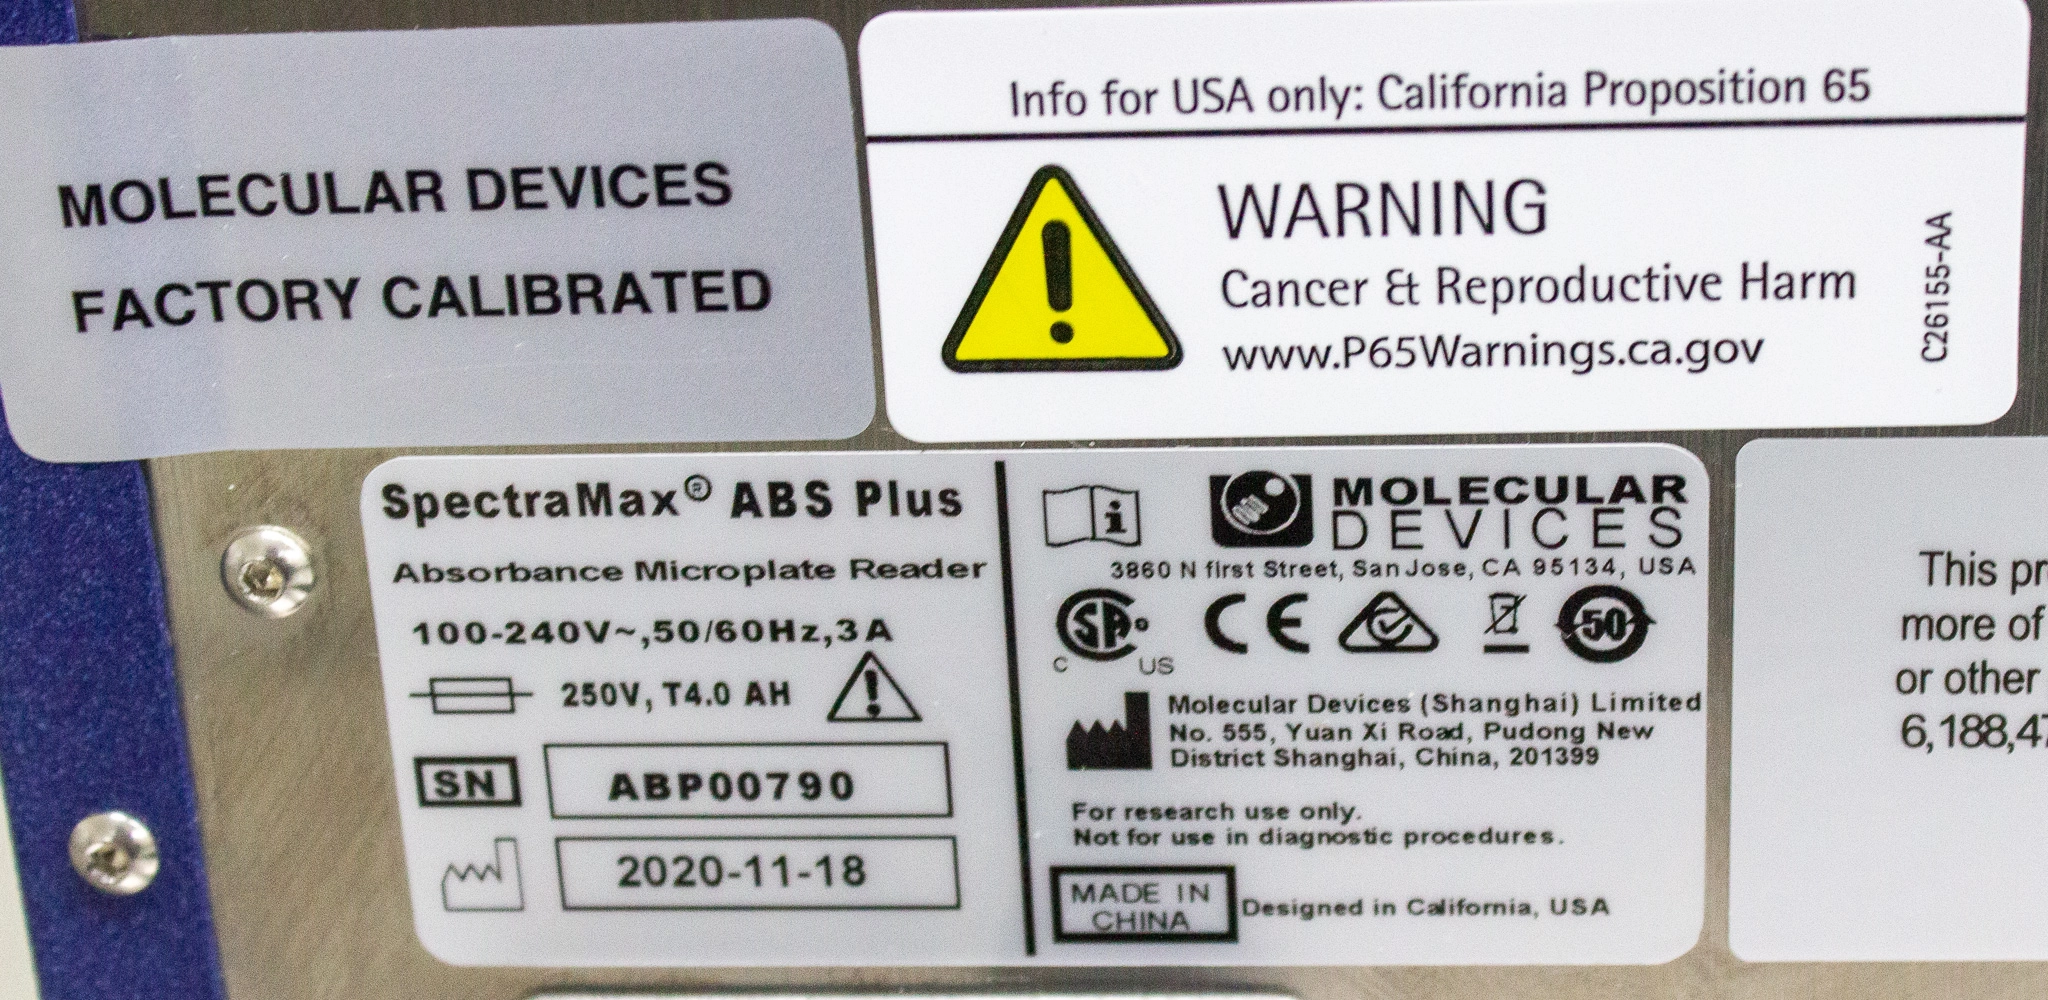 MOLECULAR DEVICES
FACTORY CALIBRATED
Info for USA only: California Proposition 65
WARNING
Cancer & Reproductive Harm
www.P65Warnings.ca.gov
C26155-AA
SpectraMax® ABS Plus
Absorbance Microplate Reader
100-240V~,50/60Hz,3A
250V, T4.0 AH
SN
ABP00790
2020-11-18
i
MOLECULAR
DEVICES
3860 N first Street, San Jose, CA 95134, USA
SA
C US
CE
50
Molecular Devices (Shanghai) Limited
No. 555, Yuan Xi Road, Pudong New
District Shanghai, China, 201399
For research use only.
Not for use in diagnostic procedures.
MADE IN
CHINA
Designed in California, USA
This
more of
or other